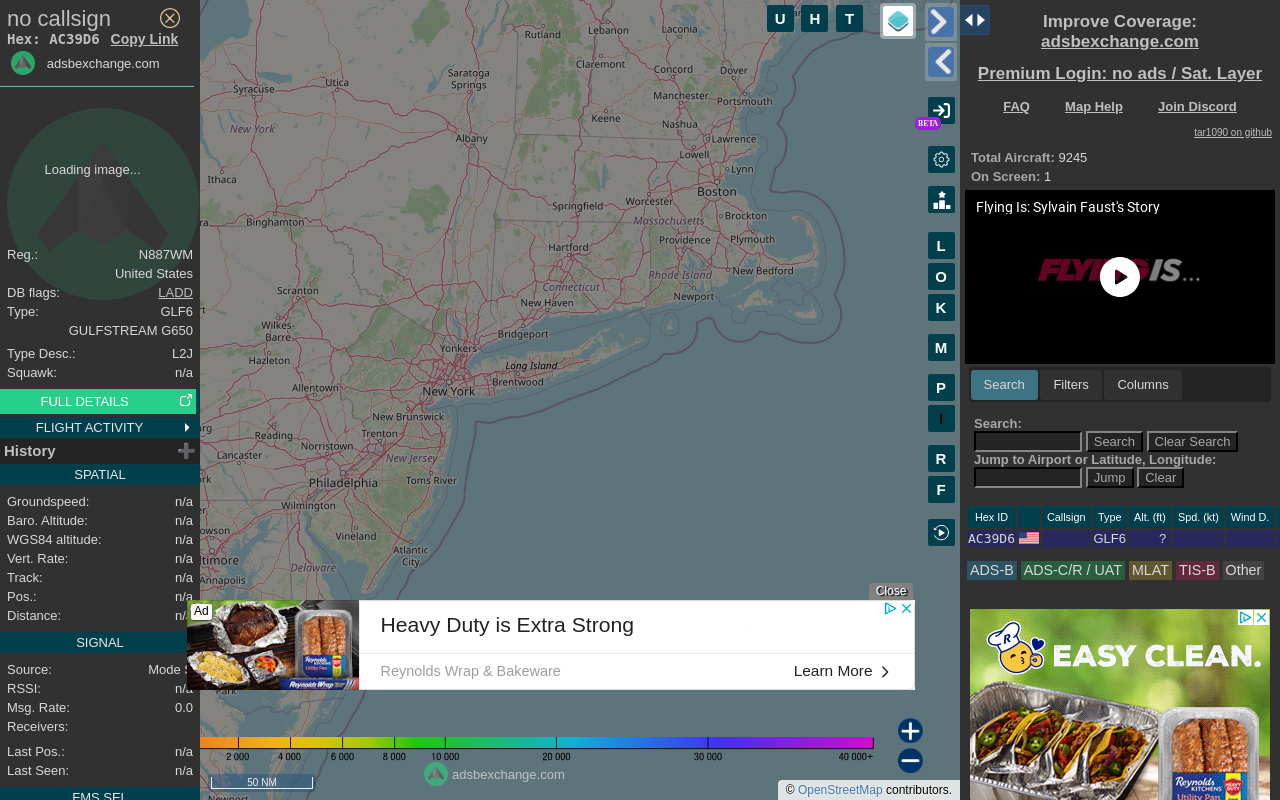 no callsign
Hex: AC39D6 Copy Link
adsbexchange.com
Loading image...
Reg.: N887WM
United States
DB flags: LADD
Type: GLF6
GULFSTREAM G650
Type Desc.: L2J
Squawk: n/a
FULL DETAILS
FLIGHT ACTIVITY
History
SPATIAL
Groundspeed: n/a
Baro. Altitude: n/a
WGS84 altitude: n/a
Vert. Rate: n/a
Track: n/a
Pos.: n/a
Distance: n/a
SIGNAL
Source: Mode S
RSSI: n/a
Msg. Rate: 0.0
Receivers:
Last Pos.: n/a
Last Seen: n/a
FMS SEL
U H T
Rutland
Lebanon
Laconia
Claremont
Concord
Dover
Saratoga
Springs
Utica
Syracuse
Manchester
Portsmouth
Keene
Nashua
New York
Albany
Lawrence
Lowell
Lynn
Ithaca
Boston
Worcester
Springfield
Binghamton
Massachusetts
Brockton
Hartford
Providence
Plymouth
Rhode Island
New Bedford
Connecticut
Newport
Scranton
New Haven
Wilkes-
Barre
Bridgeport
Yonkers
Hazleton
Long Island
Brentwood
Allentown
New York
New Brunswick
Reading
Trenton
Norristown
Lancaster
New Jersey
Philadelphia
Toms River
Wilmington
Vineland
Atlantic
City
Annapolis
Delaware
BETA
L
O
K
M
P
I
R
F
Close
Ad
Heavy Duty is Extra Strong
Reynolds Wrap & Bakeware
Learn More
2 000 4 000 6 000 8 000 10 000 20 000 30 000 40 000+
adsbexchange.com
50 NM
© OpenStreetMap contributors.
Improve Coverage:
adsbexchange.com
Premium Login: no ads / Sat. Layer
FAQ Map Help Join Discord
tar1090 on github
Total Aircraft: 9245
On Screen: 1
Flying Is: Sylvain Faust's Story
FLYING IS...
Search Filters Columns
Search:
Search Clear Search
Jump to Airport or Latitude, Longitude:
Jump Clear
Hex ID Callsign Type Alt. (ft) Spd. (kt) Wind D.
AC39D6 GLF6 ?
ADS-B ADS-C/R / UAT MLAT TIS-B Other
EASY CLEAN.
Reynolds
KITCHENS
HEAVY DUTY
Utility Pan